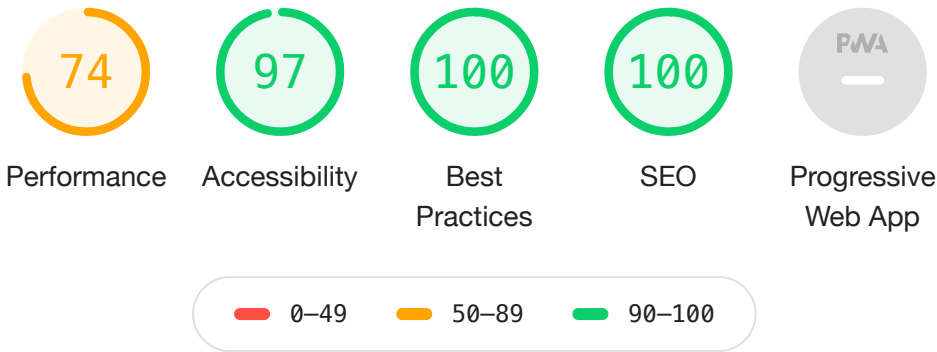 74 97 100 100 PWA
Performance Accessibility Best Practices SEO Progressive Web App
0–49 50–89 90–100